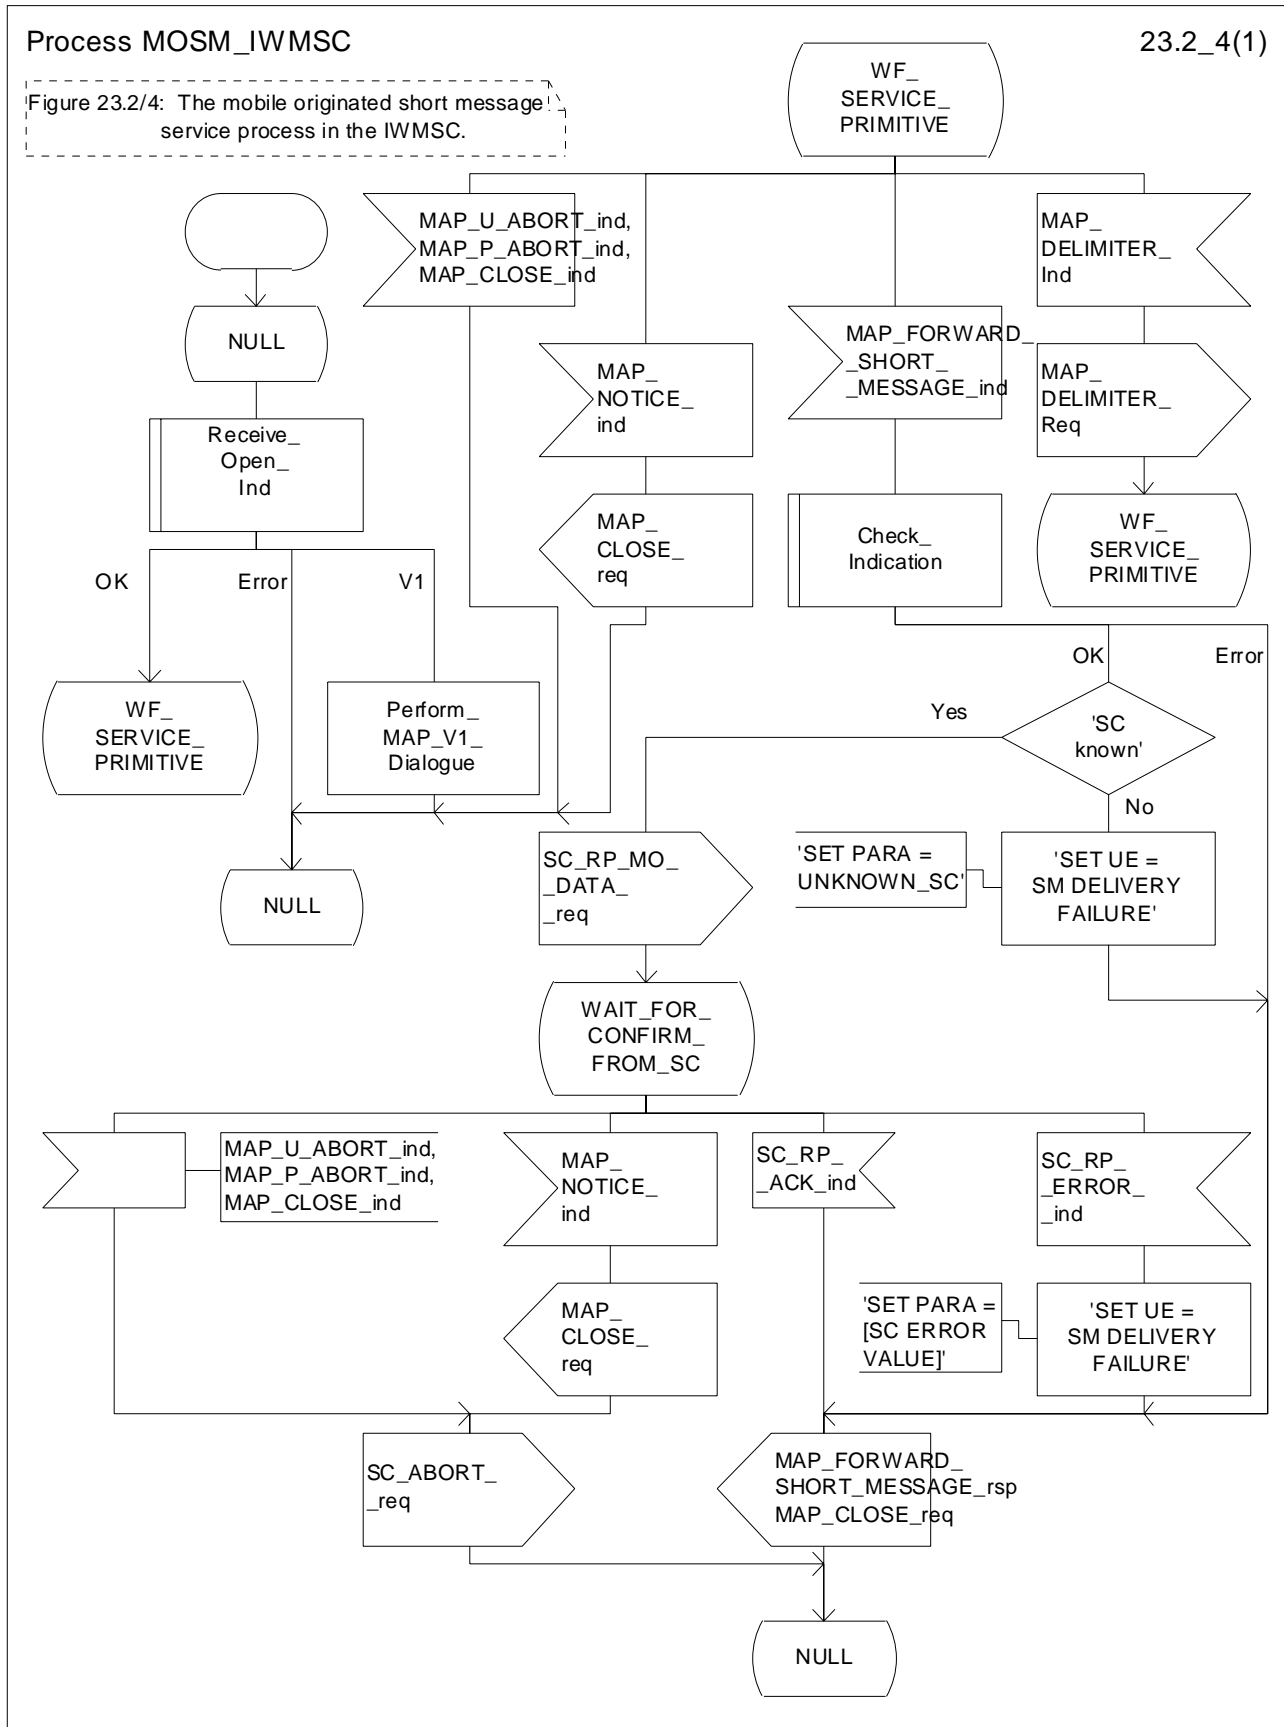 Process MOSM_IWMSC
23.2_4(1)
Figure 23.2/4: The mobile originated short message
service process in the IWMSC.
WF_
SERVICE_
PRIMITIVE
MAP_U_ABORT_ind,
MAP_P_ABORT_ind,
MAP_CLOSE_ind
MAP_
DELIMITER_
Ind
NULL
MAP_
NOTICE_
ind
MAP_FORWARD_
_SHORT_
_MESSAGE_ind
MAP_
DELIMITER_
Req
Receive_
Open_
Ind
MAP_
CLOSE_
req
Check_
Indication
WF_
SERVICE_
PRIMITIVE
OK
Error
V1
OK
Error
WF_
SERVICE_
PRIMITIVE
Perform_
MAP_V1_
Dialogue
Yes
'SC
known'
No
NULL
SC_RP_MO_
_DATA_
_req
'SET PARA =
UNKNOWN_SC'
'SET UE =
SM DELIVERY
FAILURE'
WAIT_FOR_
CONFIRM_
FROM_SC
MAP_U_ABORT_ind,
MAP_P_ABORT_ind,
MAP_CLOSE_ind
MAP_
NOTICE_
ind
SC_RP_
_ACK_ind
SC_RP_
_ERROR_
_ind
MAP_
CLOSE_
req
'SET PARA =
[SC ERROR
VALUE]'
'SET UE =
SM DELIVERY
FAILURE'
SC_ABORT_
_req
MAP_FORWARD_
SHORT_MESSAGE_rsp
MAP_CLOSE_req
NULL